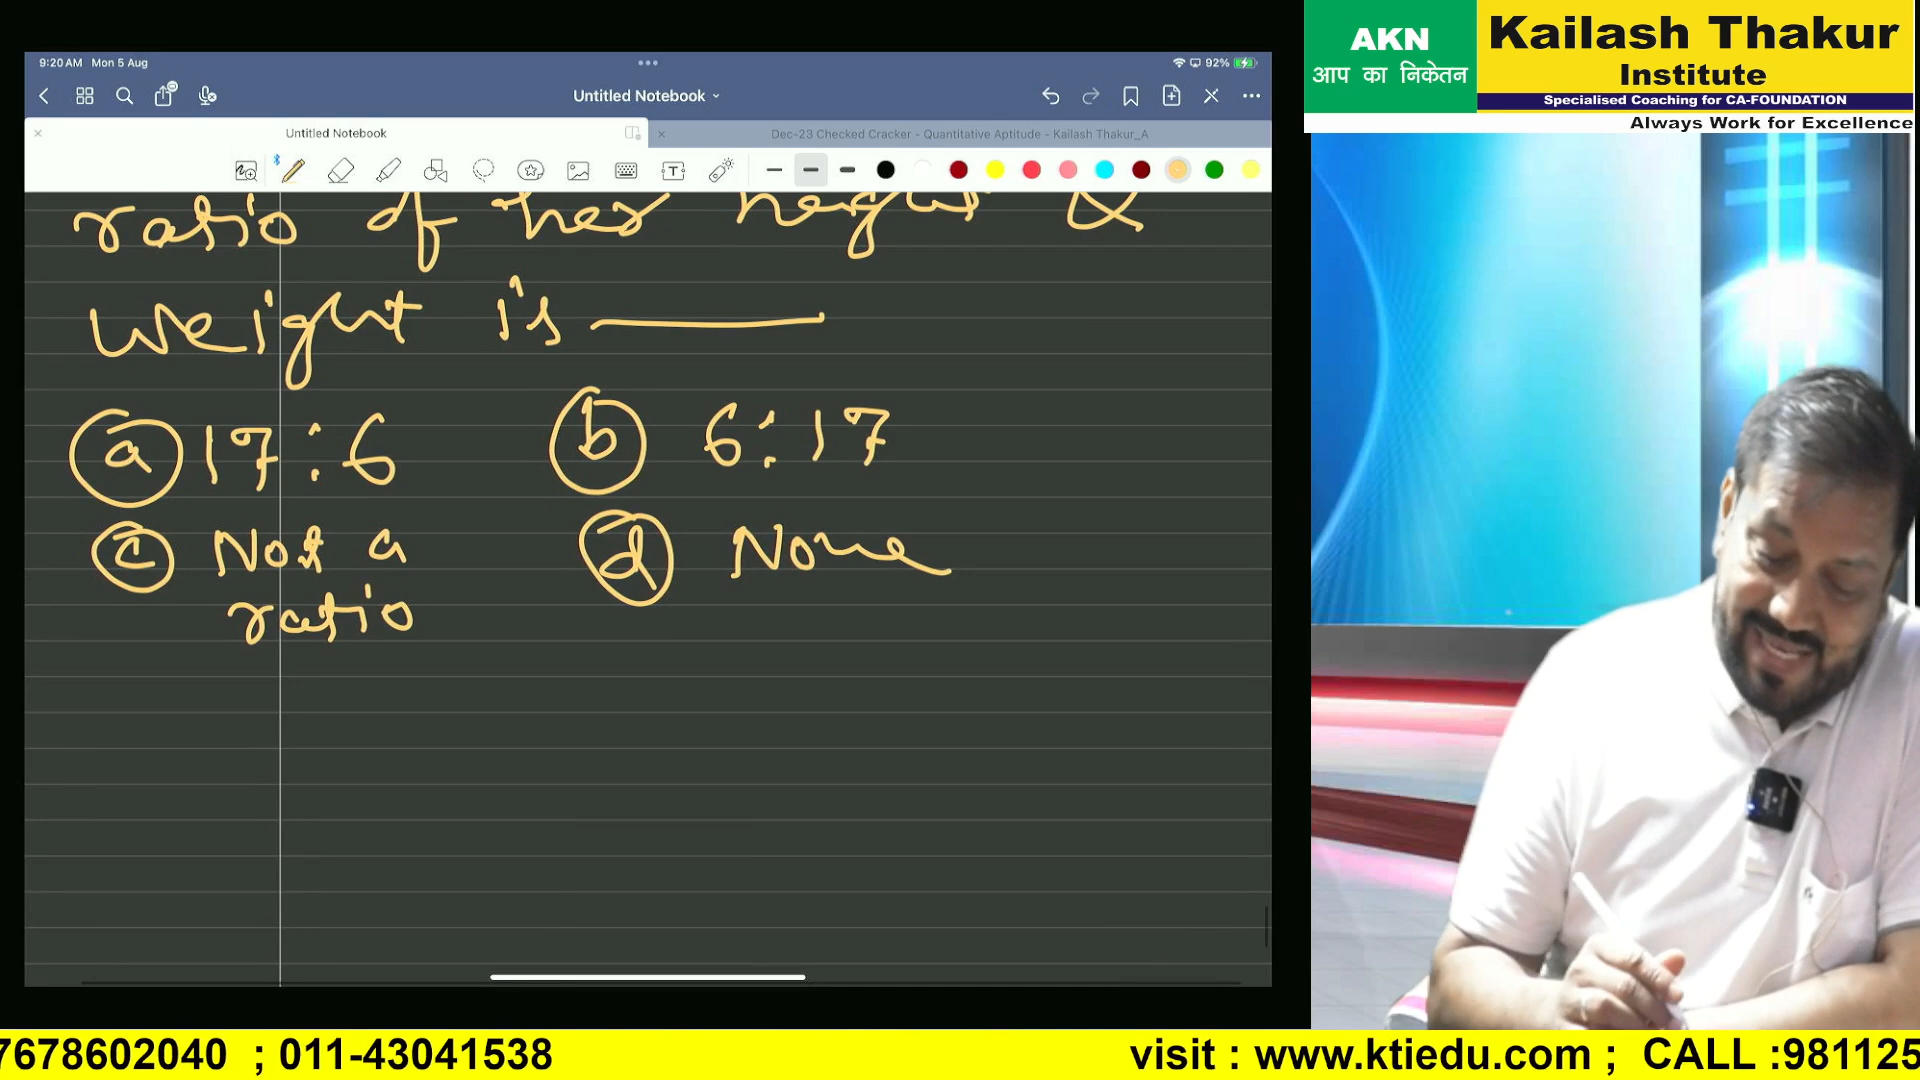 AKN
आप का निकेतन
Kailash Thakur
Institute
Specialised Coaching for CA-FOUNDATION
Always Work for Excellence
9:20 AM Mon 5 Aug
92%
Untitled Notebook
Untitled Notebook
Dec-23 Checked Cracker - Quantitative Aptitude - Kailash Thakur_A
T
ratio of her height &
weight is
a 17:6 b 6:17
c Not a d None
ratio
7678602040 ; 011-43041538 visit : www.ktiedu.com ; CALL :981125